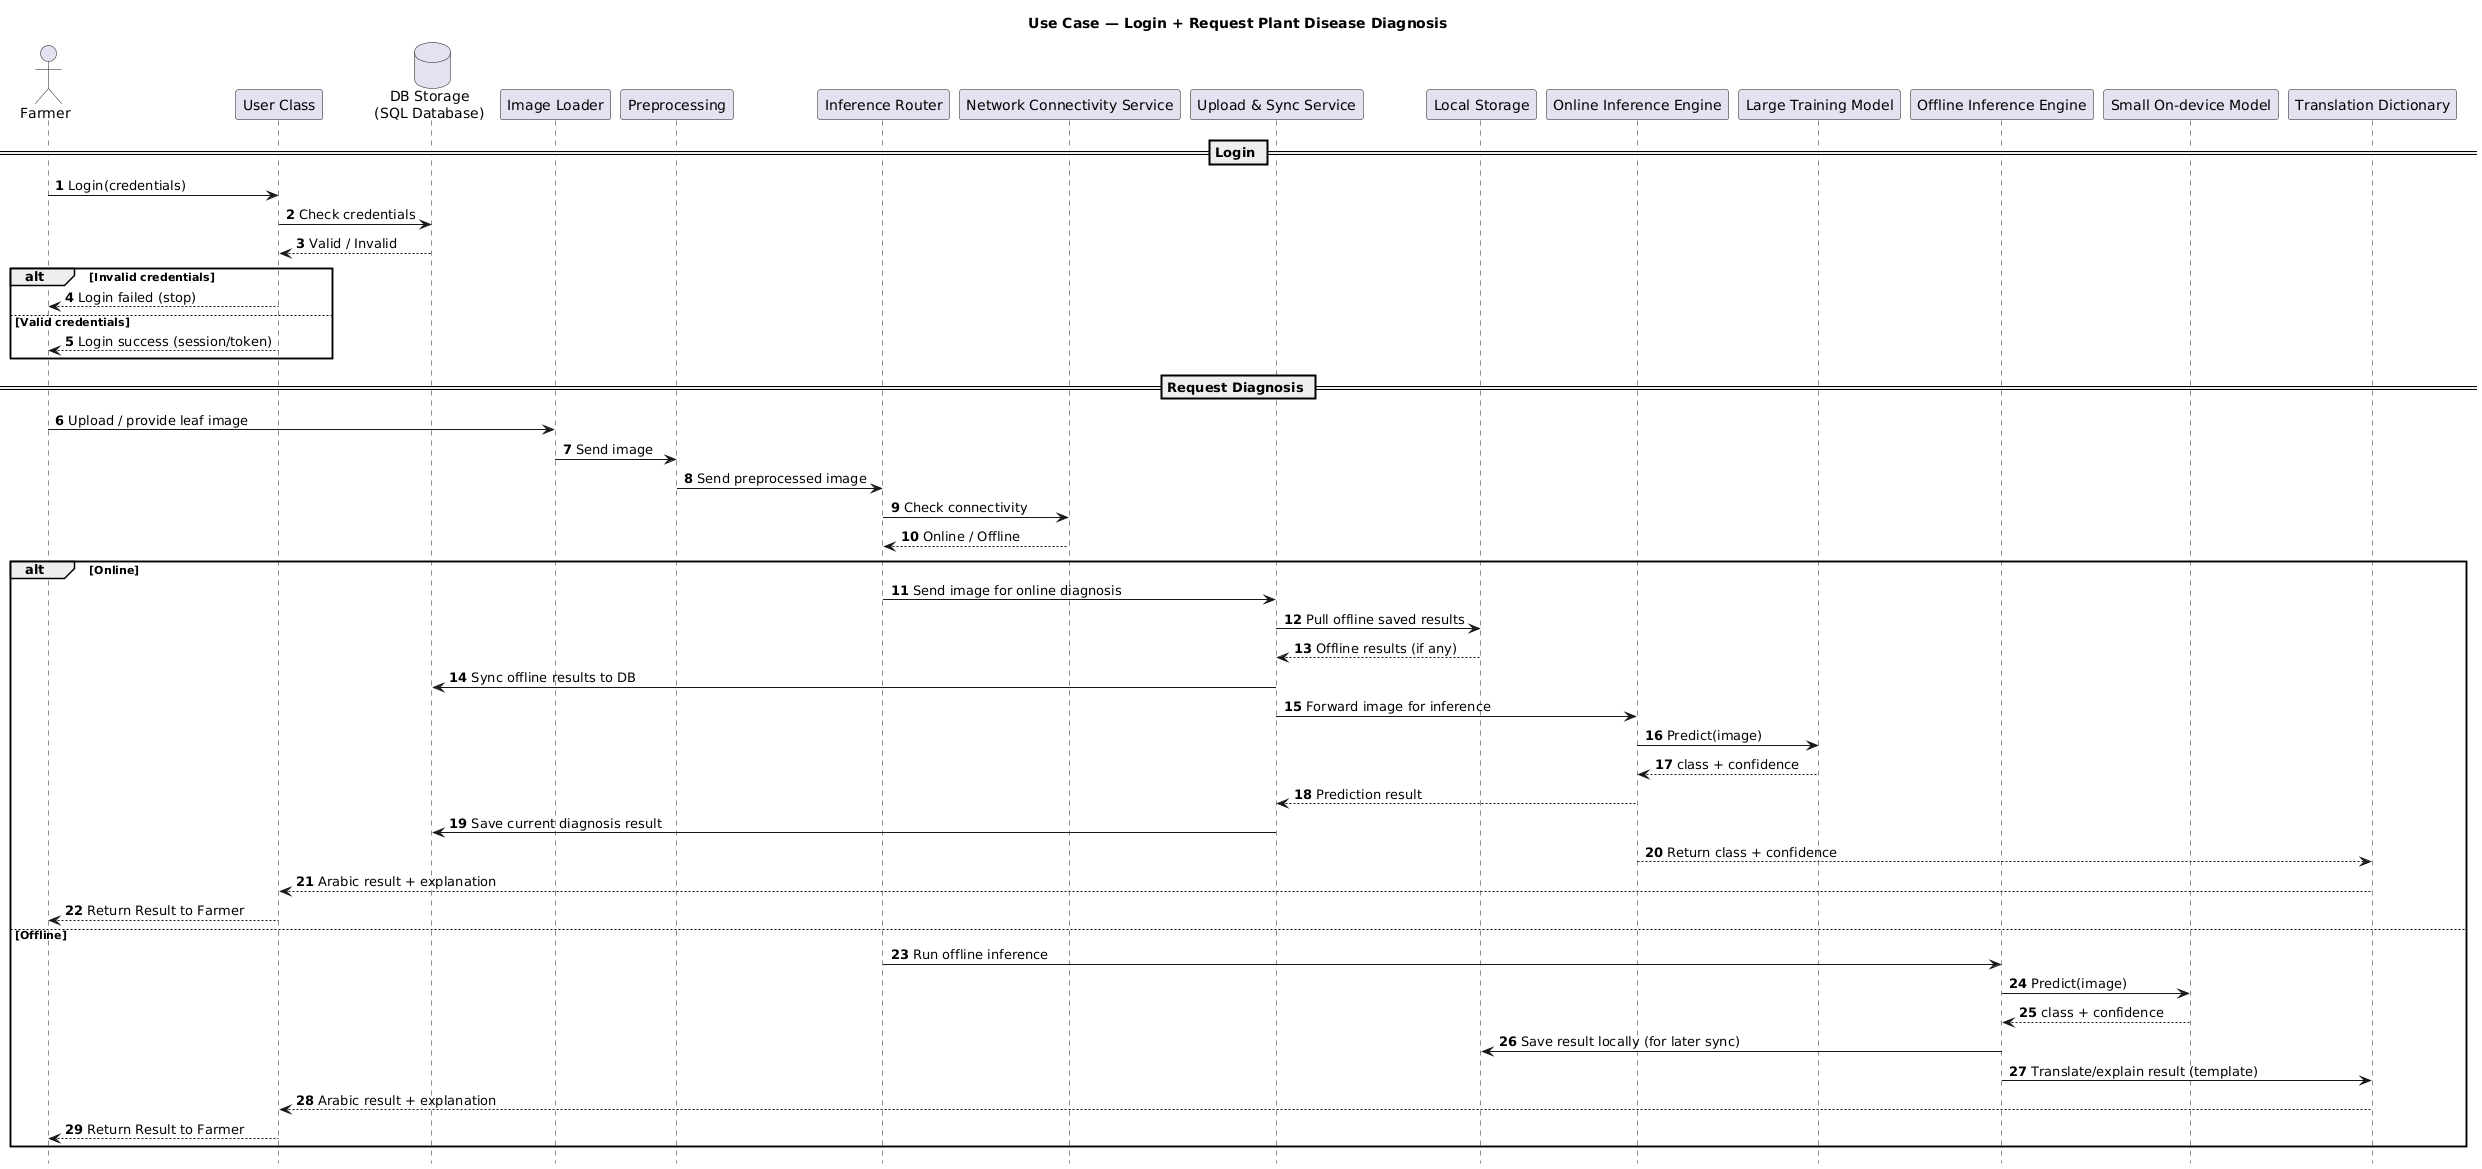 Use Case — Login + Request Plant Disease Diagnosis
Farmer
User Class
DB Storage
(SQL Database)
Image Loader
Preprocessing
Inference Router
Network Connectivity Service
Upload & Sync Service
Local Storage
Online Inference Engine
Large Training Model
Offline Inference Engine
Small On-device Model
Translation Dictionary
Login
1 Login(credentials)
2 Check credentials
3 Valid / Invalid
alt [Invalid credentials]
4 Login failed (stop)
[Valid credentials]
5 Login success (session/token)
Request Diagnosis
6 Upload / provide leaf image
7 Send image
8 Send preprocessed image
9 Check connectivity
10 Online / Offline
alt [Online]
11 Send image for online diagnosis
12 Pull offline saved results
13 Offline results (if any)
14 Sync offline results to DB
15 Forward image for inference
16 Predict(image)
17 class + confidence
18 Prediction result
19 Save current diagnosis result
20 Return class + confidence
21 Arabic result + explanation
22 Return Result to Farmer
[Offline]
23 Run offline inference
24 Predict(image)
25 class + confidence
26 Save result locally (for later sync)
27 Translate/explain result (template)
28 Arabic result + explanation
29 Return Result to Farmer